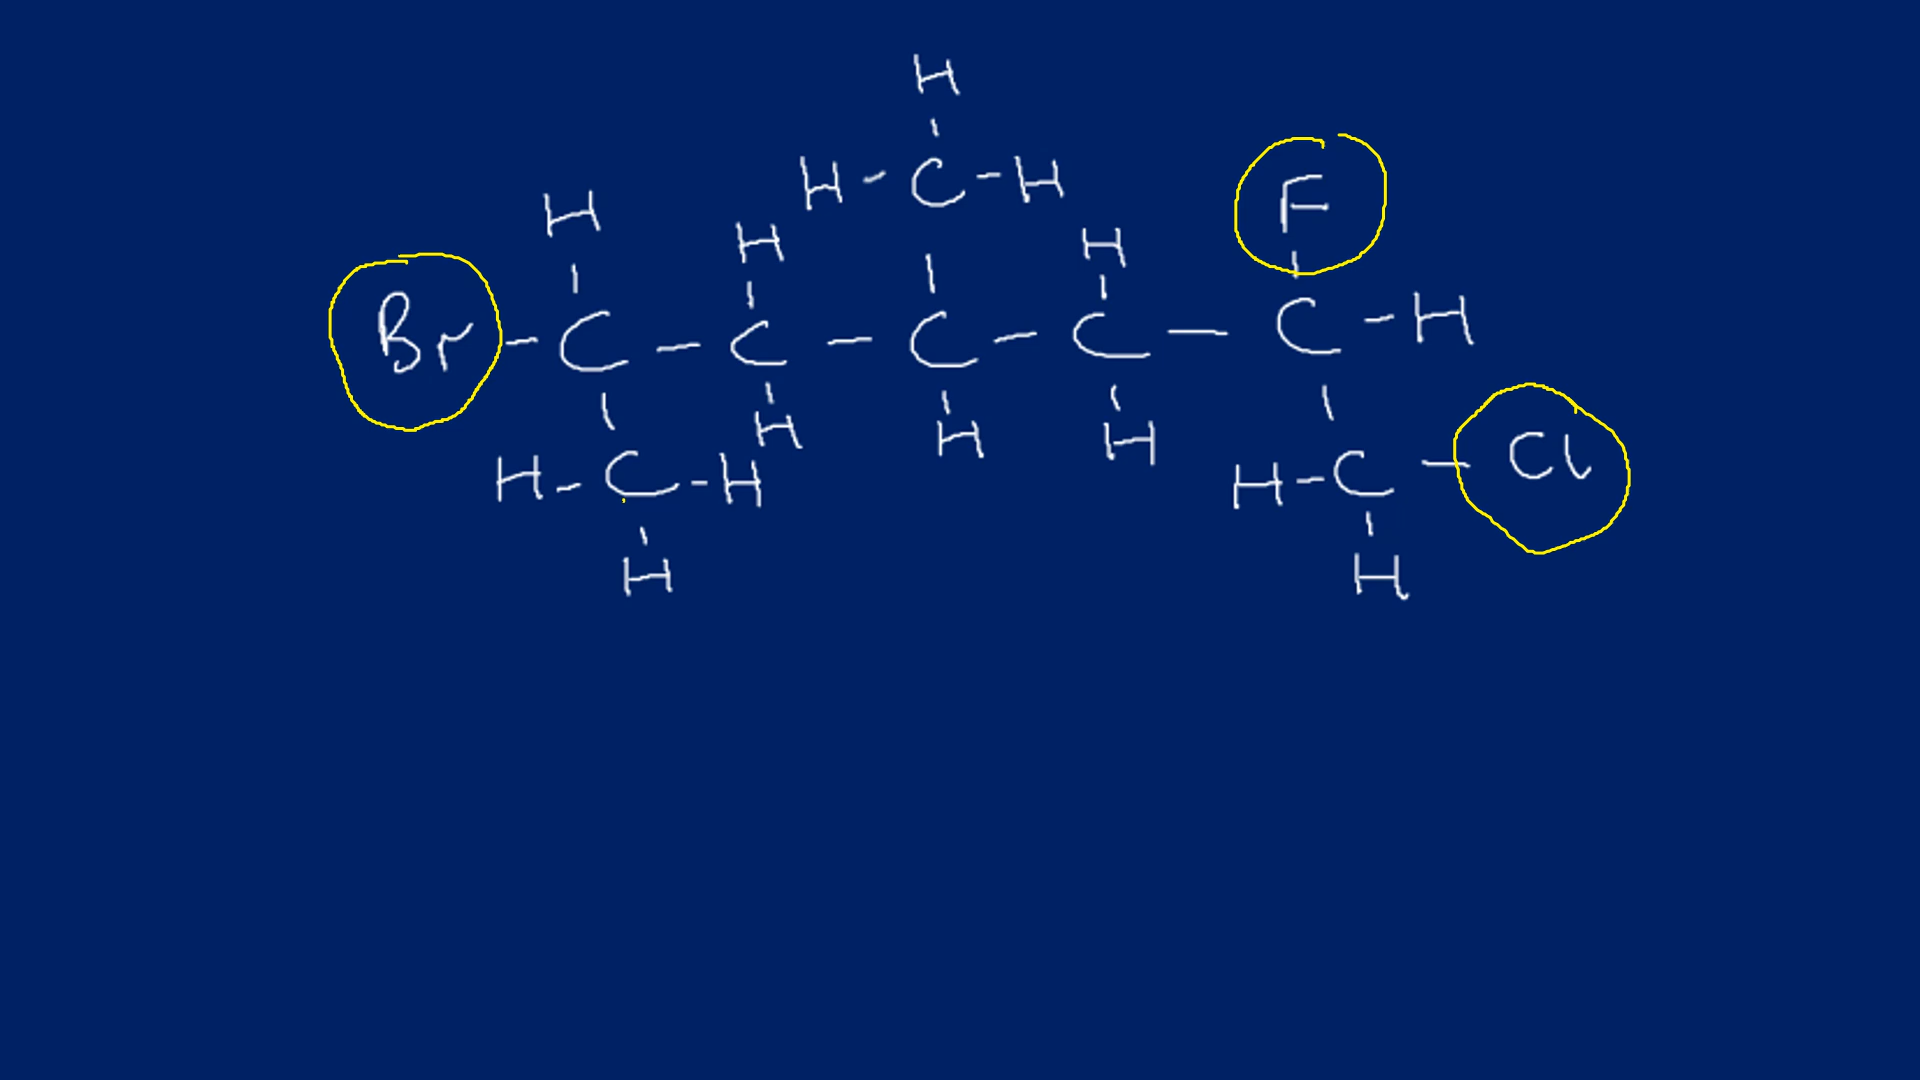 H
H - C - H
H H H F
Br - C - C - C - C - C - H
H H H
H - C - H H - C - Cl
H H